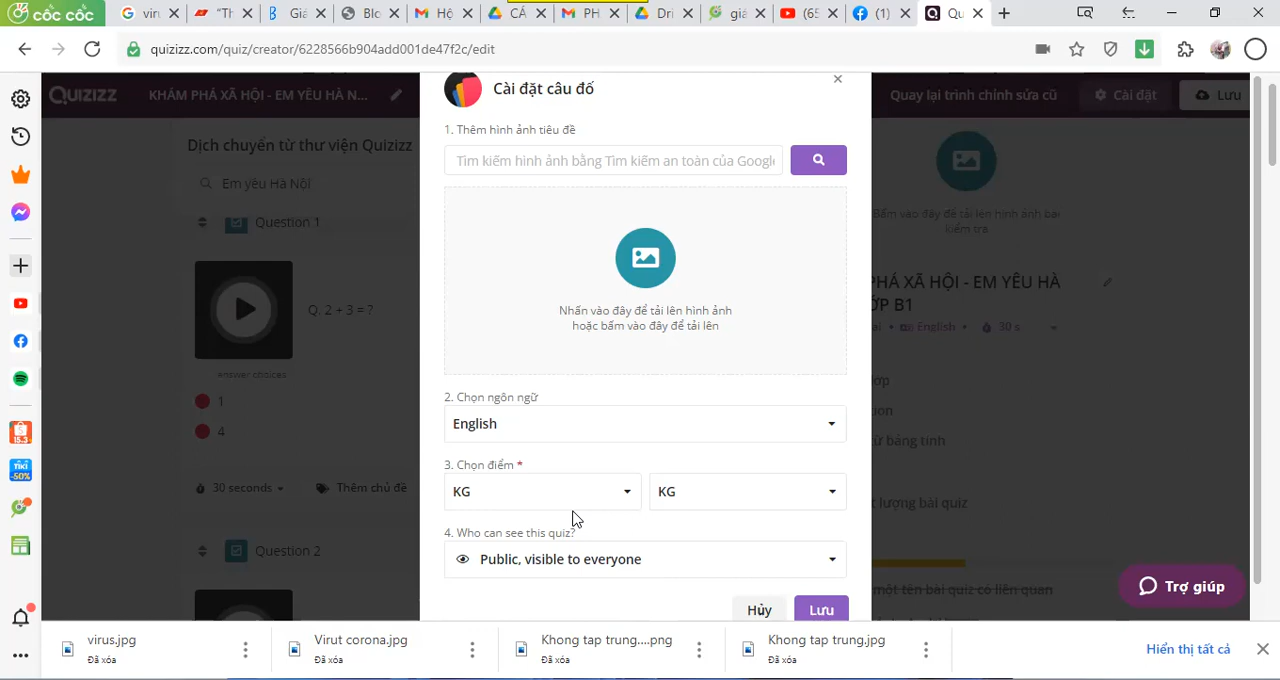 cốc cốc
viru
"Th
Giá
Blo
Hộ
CÁ
PH
Dri
giá
(65
(1)
Qu
quizizz.com/quiz/creator/6228566b904add001de47f2c/edit
QUIZIZZ
KHÁM PHÁ XÃ HỘI - EM YÊU HÀ N...
Quay lại trình chỉnh sửa cũ
Cài đặt
Lưu
Cài đặt câu đố
1. Thêm hình ảnh tiêu đề
Tìm kiếm hình ảnh bằng Tìm kiếm an toàn của Google
Nhấn vào đây để tải lên hình ảnh
hoặc bấm vào đây để tải lên
2. Chọn ngôn ngữ
English
3. Chọn điểm *
KG
KG
4. Who can see this quiz?
Public, visible to everyone
Hủy
Lưu
Dịch chuyển từ thư viện Quizizz
Em yêu Hà Nội
Question 1
Q. 2 + 3 = ?
answer choices
1
4
30 seconds
Thêm chủ đề
Question 2
Bấm vào đây để tải lên hình ảnh bài
kiểm tra
PHÁ XÃ HỘI - EM YÊU HÀ
ỚP B1
English
30 s
ớp
ừ bảng tính
t lượng bài quiz
một tên bài quiz có liên quan
Trợ giúp
15.3
TIKI
-50%
virus.jpg
Đã xóa
Virut corona.jpg
Đã xóa
Khong tap trung....png
Đã xóa
Khong tap trung.jpg
Đã xóa
Hiển thị tất cả